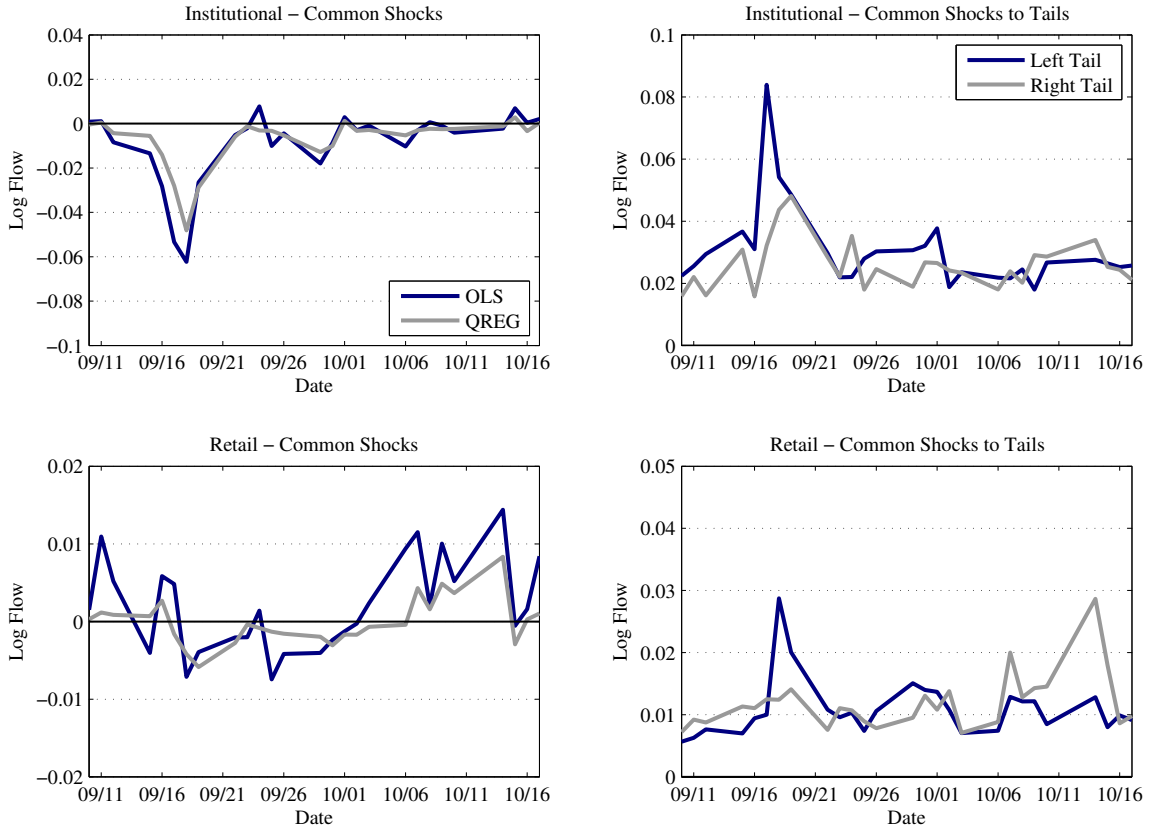 Institutional − Common Shocks
0.04
0.02
0
−0.02
−0.04
−0.06
−0.08
−0.1
Log Flow
OLS
QREG
09/11 09/16 09/21 09/26 10/01 10/06 10/11 10/16
Date
Institutional − Common Shocks to Tails
0.1
0.08
0.06
0.04
0.02
0
Log Flow
Left Tail
Right Tail
09/11 09/16 09/21 09/26 10/01 10/06 10/11 10/16
Date
Retail − Common Shocks
0.02
0.01
0
−0.01
−0.02
Log Flow
09/11 09/16 09/21 09/26 10/01 10/06 10/11 10/16
Date
Retail − Common Shocks to Tails
0.05
0.04
0.03
0.02
0.01
0
Log Flow
09/11 09/16 09/21 09/26 10/01 10/06 10/11 10/16
Date